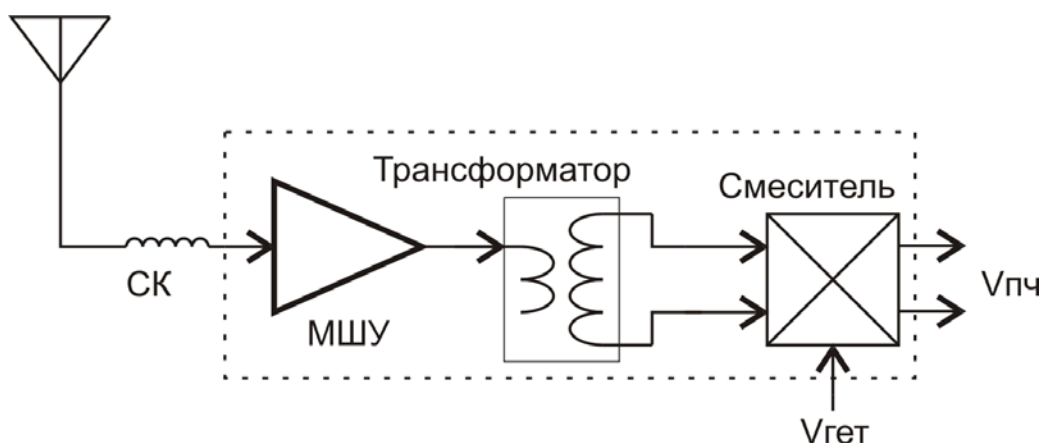 Трансформатор
Смеситель
СК
МШУ
Vпч
Vгет